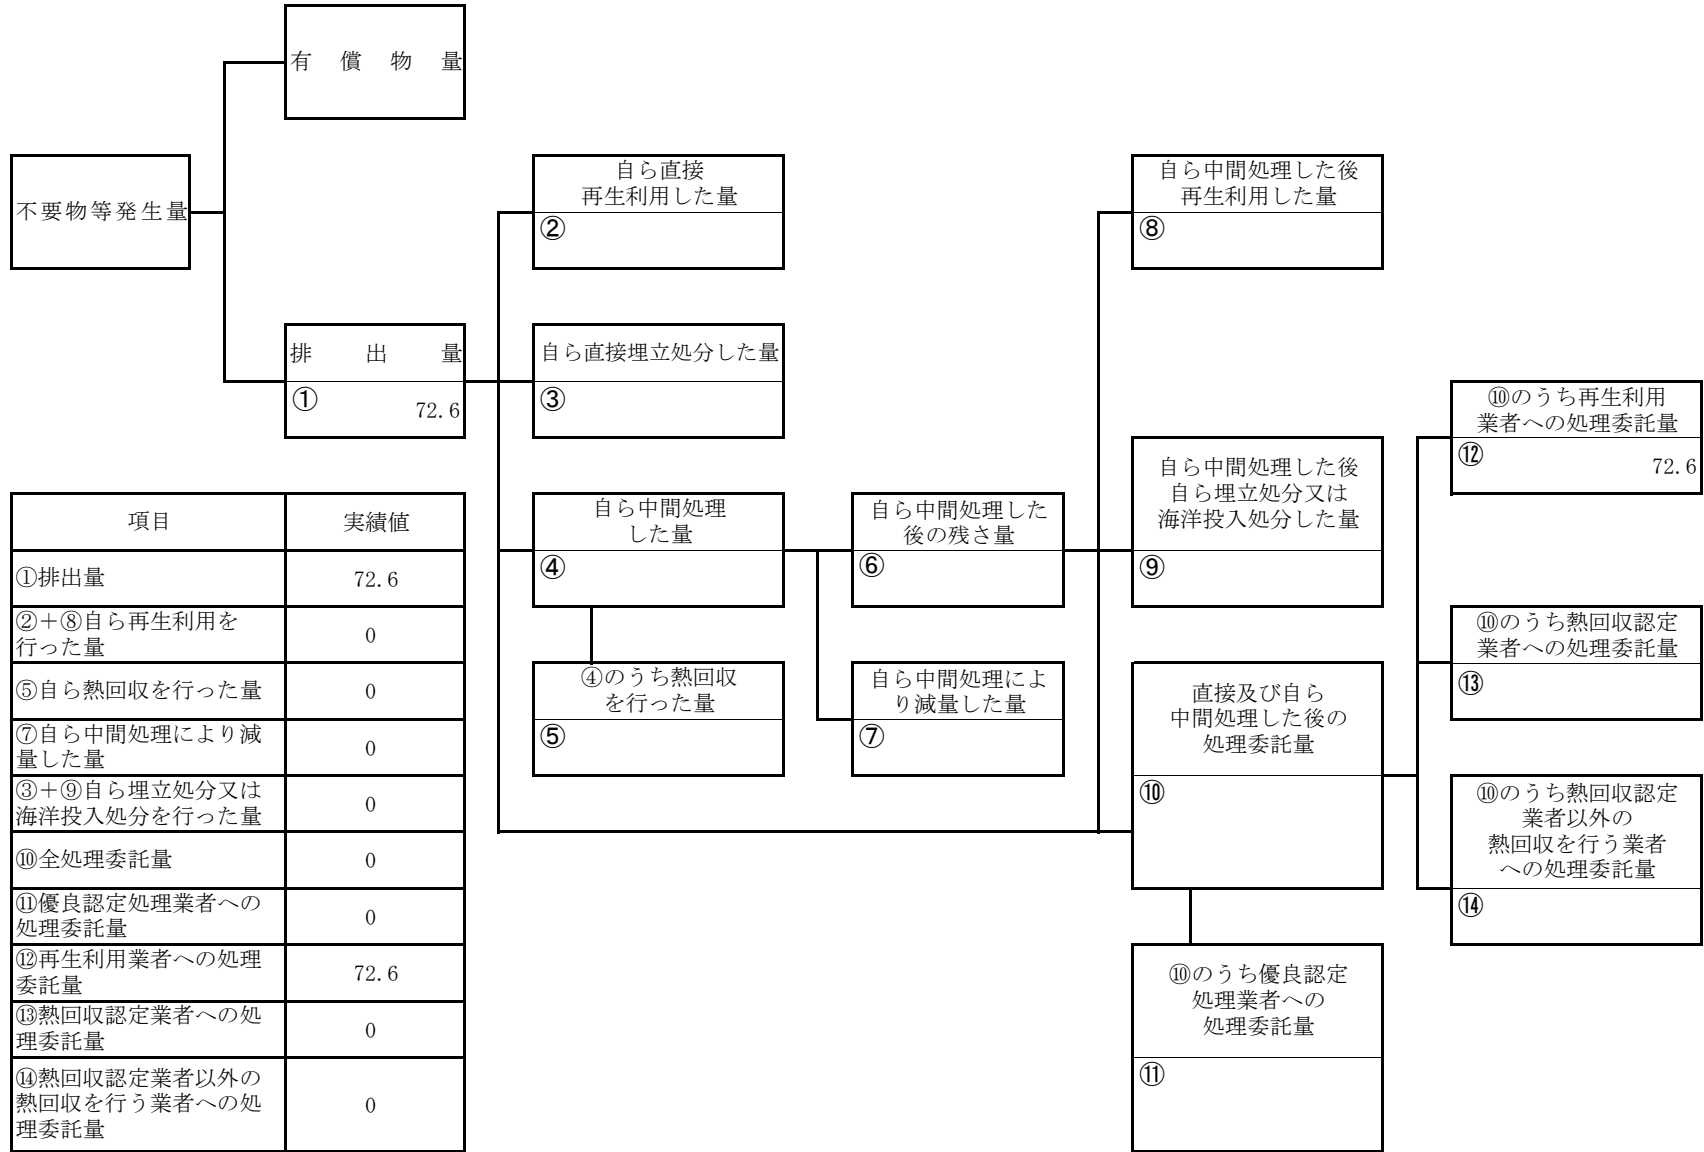 有償物量
不要物等発生量
自ら直接
再生利用した量
②
自ら中間処理した後
再生利用した量
⑧
排出量
①
72.6
自ら直接埋立処分した量
③
⑩のうち再生利用
業者への処理委託量
⑫
72.6
自ら中間処理
した量
④
自ら中間処理した
後の残さ量
⑥
自ら中間処理した後
自ら埋立処分又は
海洋投入処分した量
⑨
④のうち熱回収
を行った量
⑤
自ら中間処理によ
り減量した量
⑦
直接及び自ら
中間処理した後の
処理委託量
⑩
⑩のうち熱回収認定
業者への処理委託量
⑬
⑩のうち熱回収認定
業者以外の
熱回収を行う業者
への処理委託量
⑭
⑩のうち優良認定
処理業者への
処理委託量
⑪
項目 実績値
①排出量 72.6
②＋⑧自ら再生利用を
行った量 0
⑤自ら熱回収を行った量 0
⑦自ら中間処理により減
量した量 0
③＋⑨自ら埋立処分又は
海洋投入処分を行った量 0
⑩全処理委託量 0
⑪優良認定処理業者への
処理委託量 0
⑫再生利用業者への処理
委託量 72.6
⑬熱回収認定業者への処
理委託量 0
⑭熱回収認定業者以外の
熱回収を行う業者への処
理委託量 0